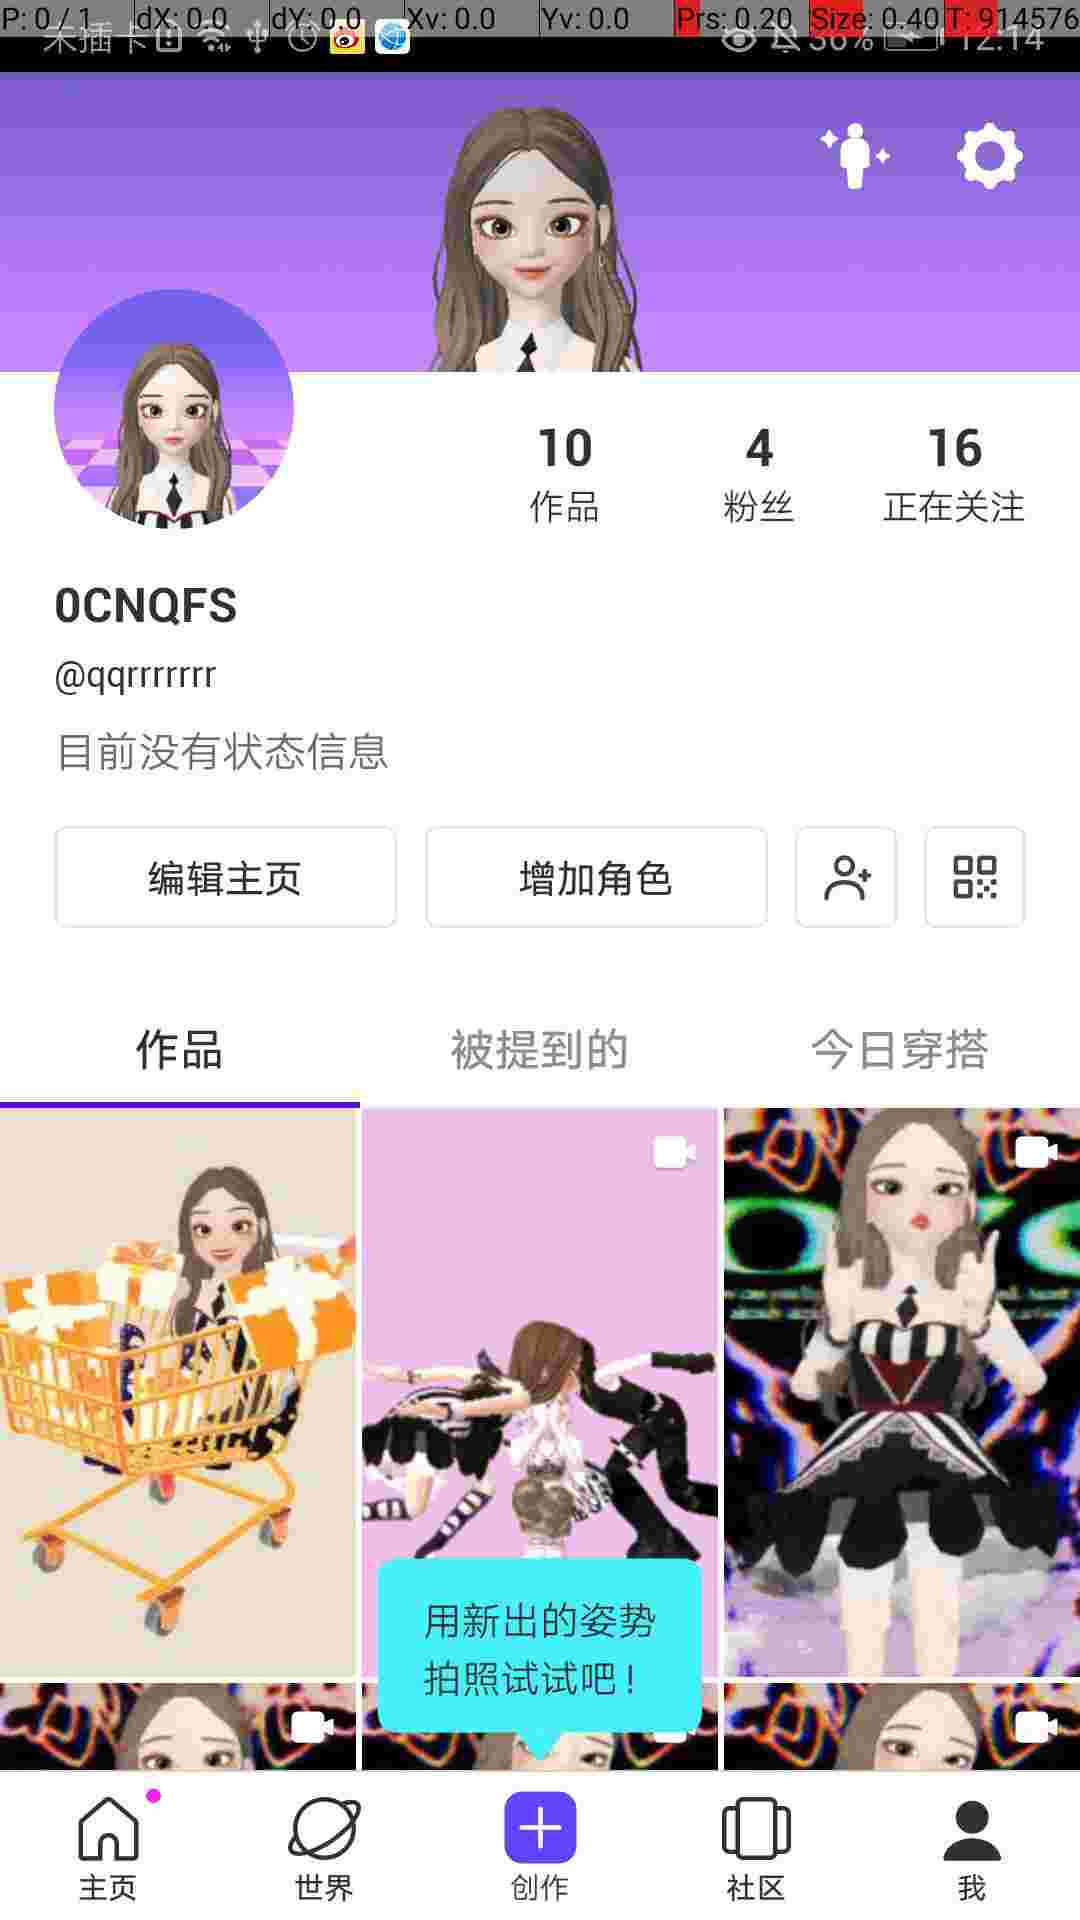 P: 0 / 1 dX: 0.0 dY: 0.0 Xv: 0.0 Yv: 0.0 Prs: 0.20 Size: 0.40 T: 914576
未插卡 36% 12:14
10 4 16
作品 粉丝 正在关注
0CNQFS
@qqrrrrrrr
目前没有状态信息
编辑主页 增加角色
作品 被提到的 今日穿搭
用新出的姿势
拍照试试吧!
主页 世界 创作 社区 我